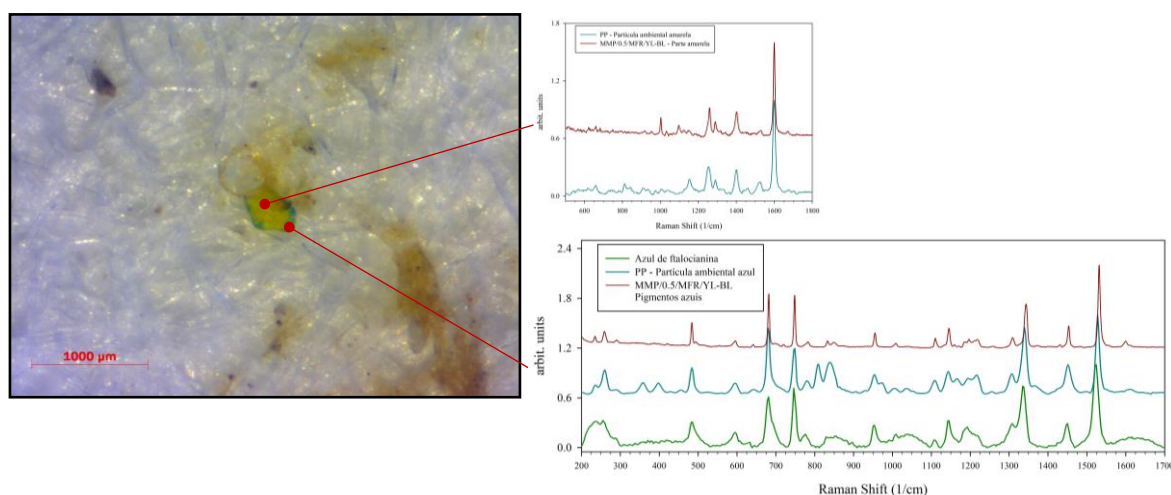 1000 µm
1.8
1.2
0.6
0.0
arbit. units
PP - Partícula ambiental amarela
MMP/0.5/MFR/YL-BL - Parte amarela
600 800 1000 1200 1400 1600 1800
Raman Shift (1/cm)
2.4
1.8
1.2
0.6
0.0
arbit. units
Azul de ftalocianina
PP - Partícula ambiental azul
MMP/0.5/MFR/YL-BL
Pigmentos azuis
200 300 400 500 600 700 800 900 1000 1100 1200 1300 1400 1500 1600 1700
Raman Shift (1/cm)